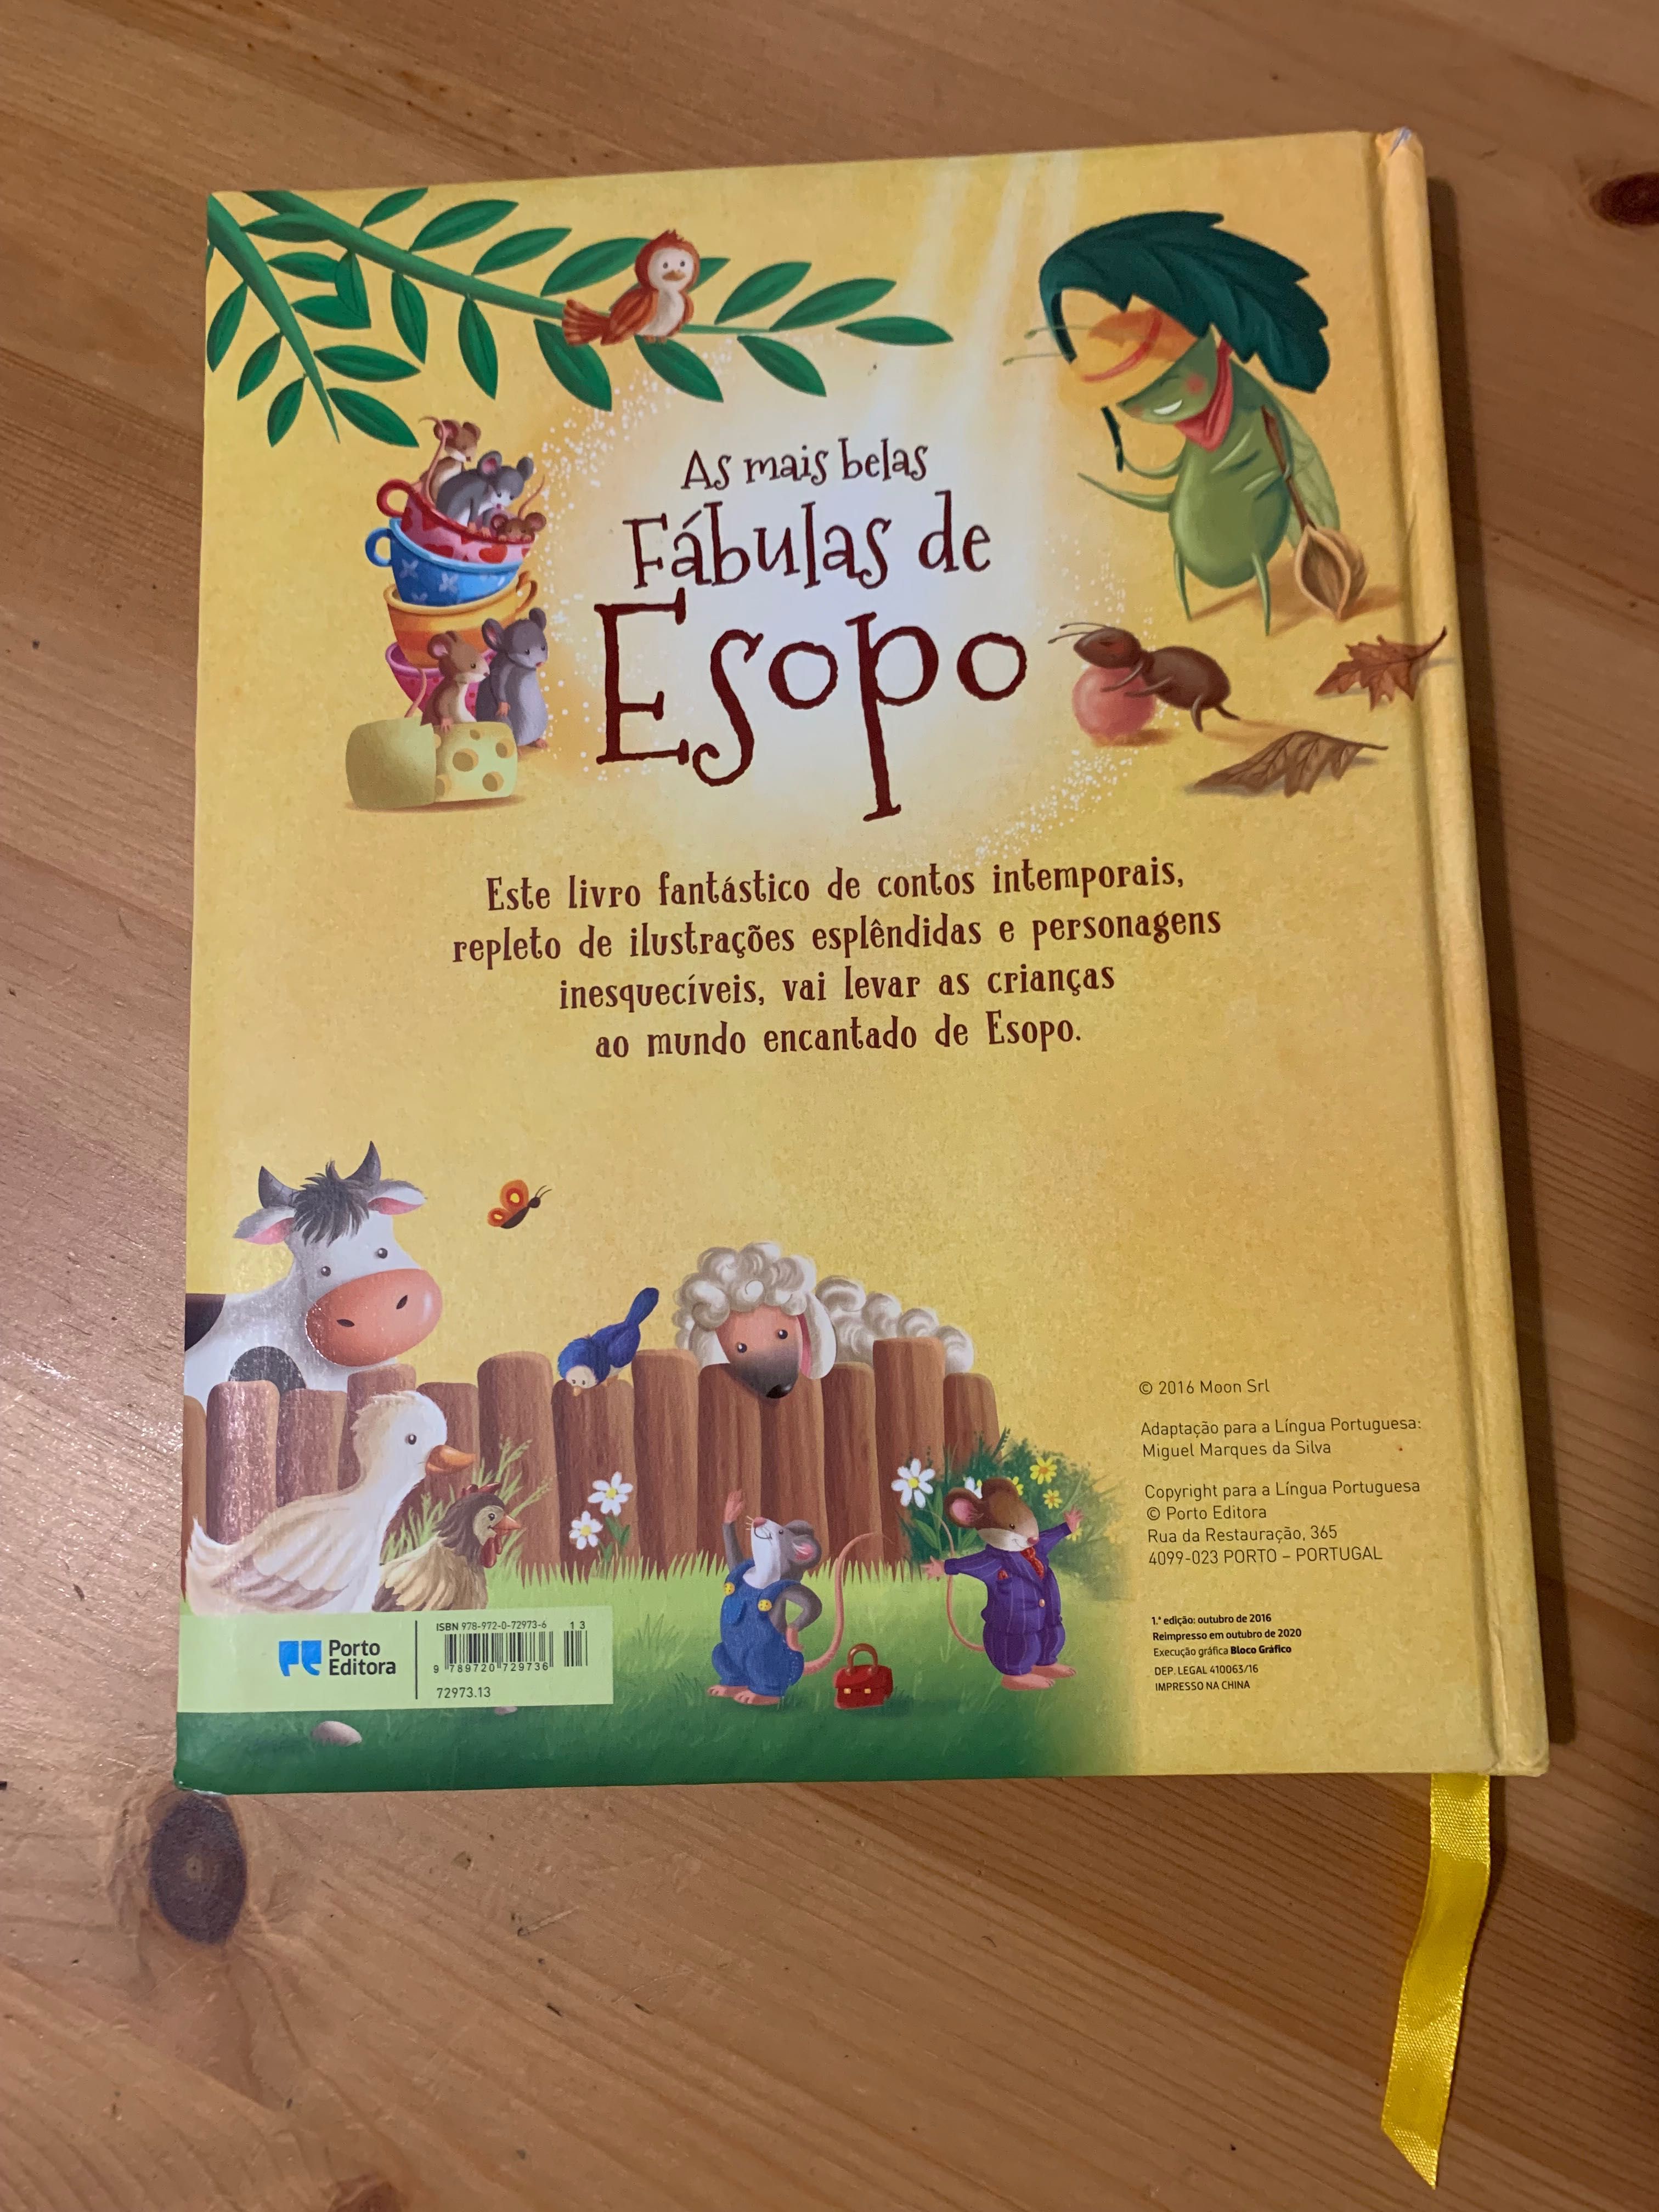 As mais belas
Fábulas de
Esopo
Este livro fantástico de contos intemporais,
repleto de ilustrações esplêndidas e personagens
inesquecíveis, vai levar as crianças
ao mundo encantado de Esopo.
© 2016 Moon Srl
Adaptação para a Língua Portuguesa:
Miguel Marques da Silva
Copyright para a Língua Portuguesa
© Porto Editora
Rua da Restauração, 365
4099-023 PORTO – PORTUGAL
1.ª edição: outubro de 2016
Reimpresso em outubro de 2020
Execução gráfica Bloco Gráfico
DEP. LEGAL 410063/16
IMPRESSO NA CHINA
Porto
Editora
ISBN 978-972-0-72973-6 13
9 789720 729736
72973.13